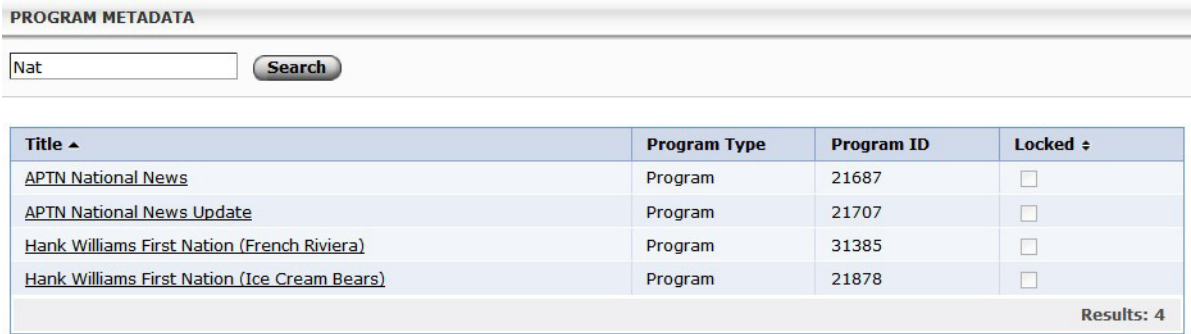 PROGRAM METADATA
Nat Search
Title Program Type Program ID Locked
APTN National News Program 21687
APTN National News Update Program 21707
Hank Williams First Nation (French Riviera) Program 31385
Hank Williams First Nation (Ice Cream Bears) Program 21878
Results: 4